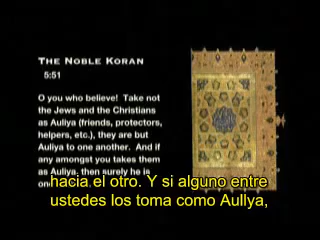 THE NOBLE KORAN
5:51
O you who believe! Take not
the Jews and the Christians
as Auliya (friends, protectors,
helpers, etc.), they are but
Auliya to one another. And if
any amongst you takes them
as Auliya, then surely he is
hacia el otro. Y si alguno entre
ustedes los toma como Aullya,